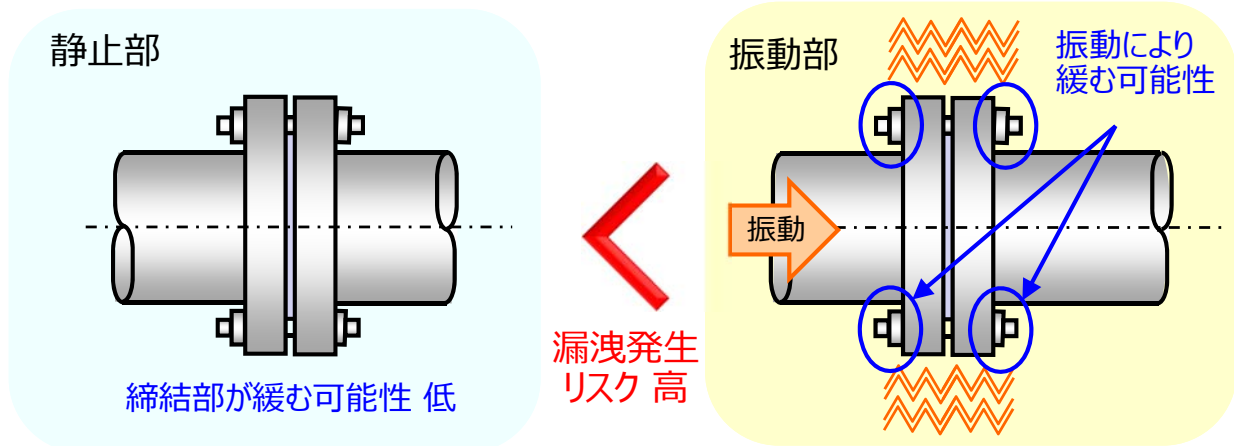 静止部
締結部が緩む可能性 低
漏洩発生
リスク 高
振動部
振動により
緩む可能性
振動